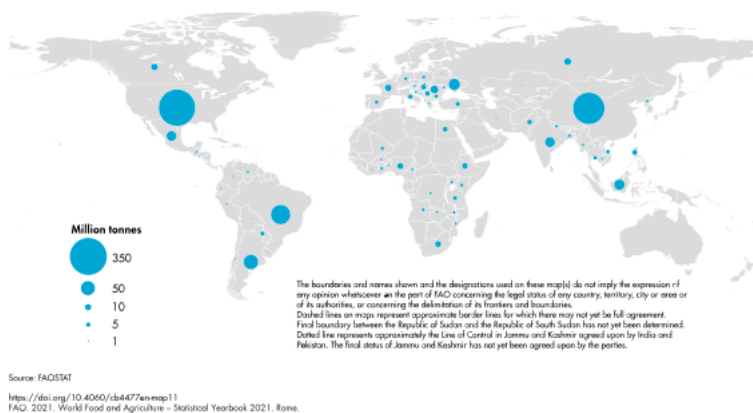 Million tonnes
350
50
10
5
1
The boundaries and names shown and the designations used on these map(s) do not imply the expression of
any opinion whatsoever on the part of FAO concerning the legal status of any country, territory, city or area or
of its authorities, or concerning the delimitation of its frontiers and boundaries.
Dashed lines on maps represent approximate border lines for which there may not yet be full agreement.
Final boundary between the Republic of Sudan and the Republic of South Sudan has not yet been determined.
Dotted line represents approximately the Line of Control in Jammu and Kashmir agreed upon by India and
Pakistan. The final status of Jammu and Kashmir has not yet been agreed upon by the parties.
Source: FAOSTAT
https://doi.org/10.4060/cb4477en-map11
FAO. 2021. World Food and Agriculture – Statistical Yearbook 2021. Rome.